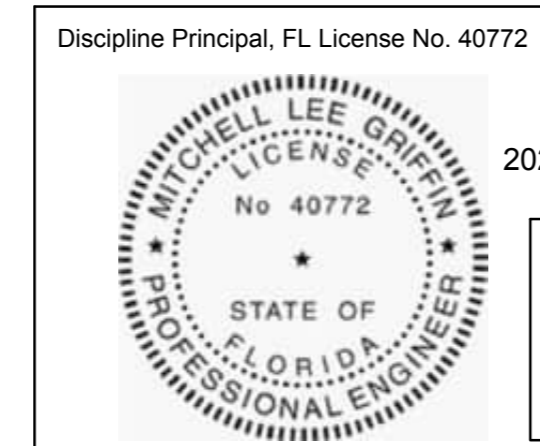 Discipline Principal, FL License No. 40772
MITCHELL LEE GRIFFIN
LICENSE
No 40772
★
STATE OF
FLORIDA
★ PROFESSIONAL ENGINEER ★